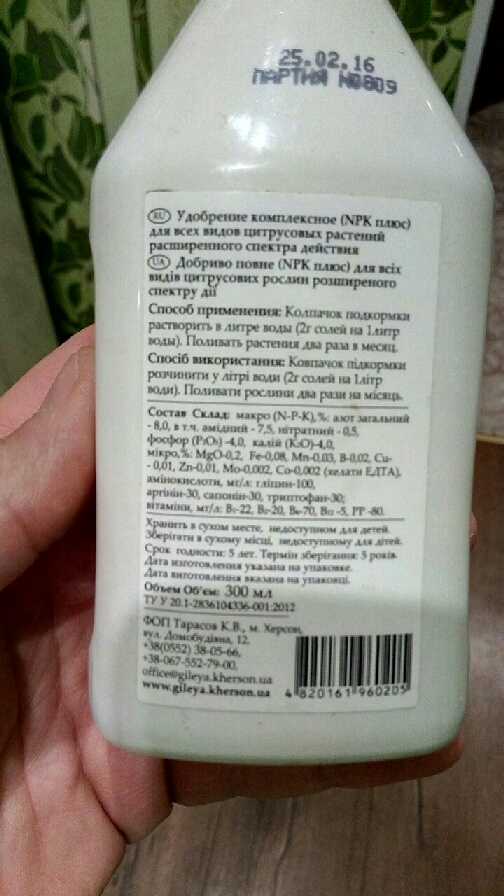 25.02.16
ПАРТИЯ №809
RU Удобрение комплексное (NPK плюс)
для всех видов цитрусовых растений
расширенного спектра действия
UA Добриво повне (NPK плюс) для всіх
видів цитрусових рослин розширеного
спектру дії
Способ применения: Колпачок подкормки
растворить в литре воды (2г солей на 1литр
воды). Поливать растения два раза в месяц.
Спосіб використання: Ковпачок підкормки
розчинити у літрі води (2г солей на 1літр
води). Поливати рослини два рази на місяць.
Состав Склад: макро (N-P-K),%: азот загальний
- 8,0, в т.ч. амідний - 7,5, нітратний - 0,5,
фосфор (P₂O₅) -4,0, калій (K₂O)-4,0,
мікро,%: MgO-0,2, Fe-0,08, Mn-0,03, B-0,02, Cu-
- 0,01, Zn-0,01, Mo-0,002, Co-0,002 (хелати ЕДТА),
амінокислоти, мг/л: гліцин-100,
аргінін-30, сапонін-30, триптофан-30;
вітаміни, мг/л: B₁-22, B₂-20, B₆-70, B₁₂ -5, PP -80.
Хранить в сухом месте, недоступном для детей.
Зберігати в сухому місці, недоступному для дітей.
Срок годности: 5 лет. Термін зберігання: 5 років
Дата изготовления указана на упаковке.
Дата виготовлення вказана на упаковці.
Объем Об'єм: 300 мл
ТУ У 20.1-2836104336-001:2012
ФОП Тарасов К.В., м. Херсон,
вул. Домобудівна, 12,
+38(0552) 38-05-66,
+38-067-552-79-00,
office@gileya.kherson.ua
www.gileya.kherson.ua
4 820161 960205